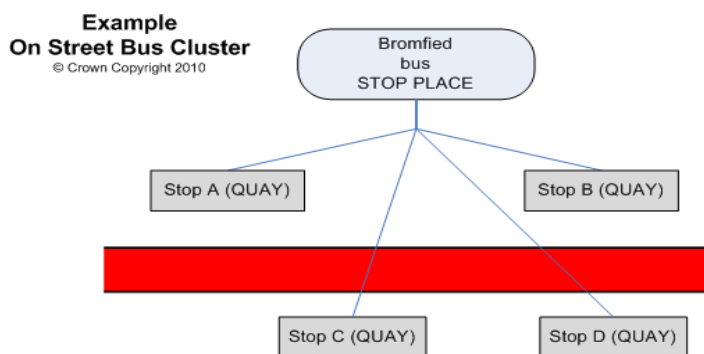 Example
On Street Bus Cluster
© Crown Copyright 2010
Bromfied
bus
STOP PLACE
Stop A (QUAY)
Stop B (QUAY)
Stop C (QUAY)
Stop D (QUAY)